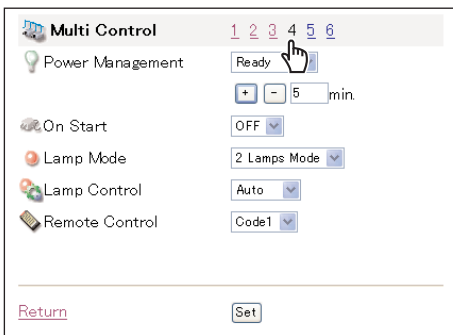 Multi Control 1 2 3 4 5 6
Power Management Ready
+ - 5 min.
On Start OFF
Lamp Mode 2 Lamps Mode
Lamp Control Auto
Remote Control Code1
Return Set